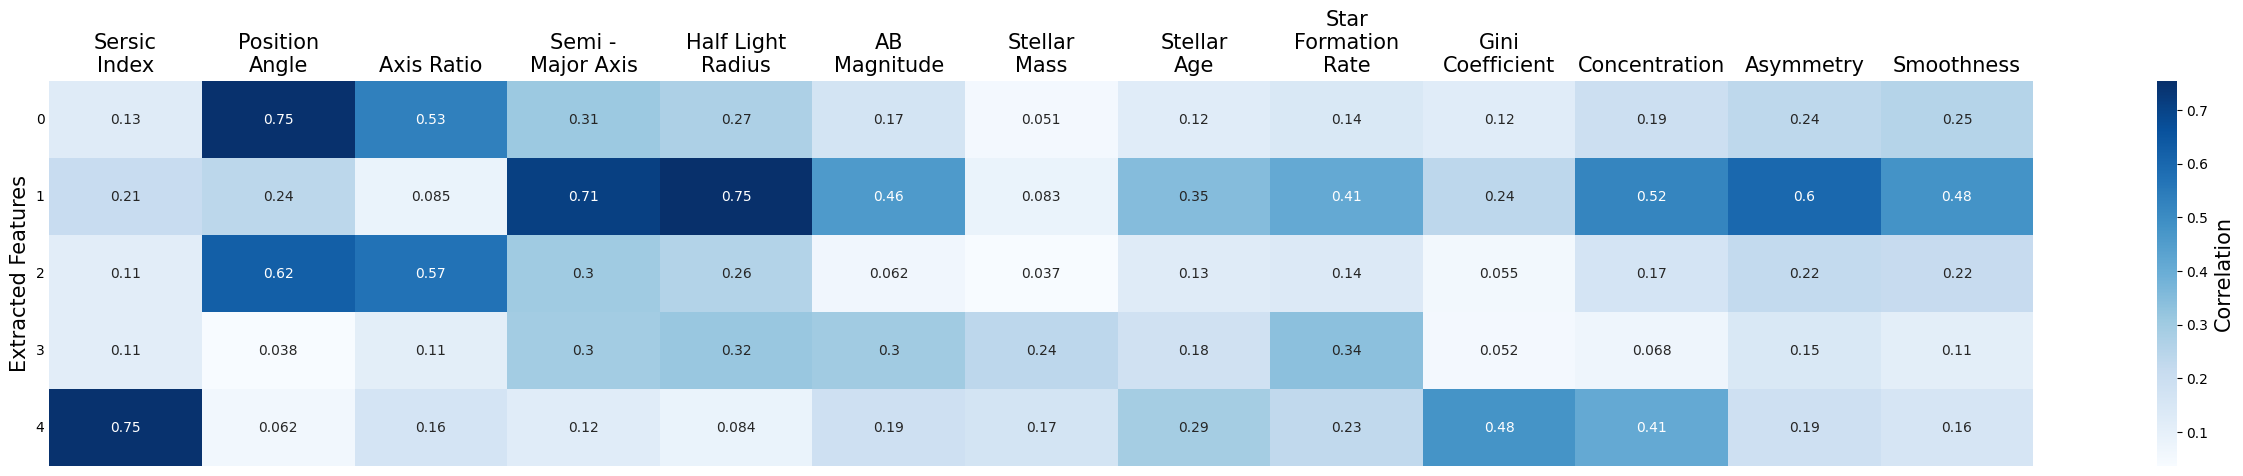 Sersic Index
Position Angle
Axis Ratio
Semi - Major Axis
Half Light Radius
AB Magnitude
Stellar Mass
Stellar Age
Star Formation Rate
Gini Coefficient
Concentration
Asymmetry
Smoothness
Extracted Features
0 0.13 0.75 0.53 0.31 0.27 0.17 0.051 0.12 0.14 0.12 0.19 0.24 0.25
1 0.21 0.24 0.085 0.71 0.75 0.46 0.083 0.35 0.41 0.24 0.52 0.6 0.48
2 0.11 0.62 0.57 0.3 0.26 0.062 0.037 0.13 0.14 0.055 0.17 0.22 0.22
3 0.11 0.038 0.11 0.3 0.32 0.3 0.24 0.18 0.34 0.052 0.068 0.15 0.11
4 0.75 0.062 0.16 0.12 0.084 0.19 0.17 0.29 0.23 0.48 0.41 0.19 0.16
0.7
0.6
0.5
0.4
0.3
0.2
0.1
Correlation